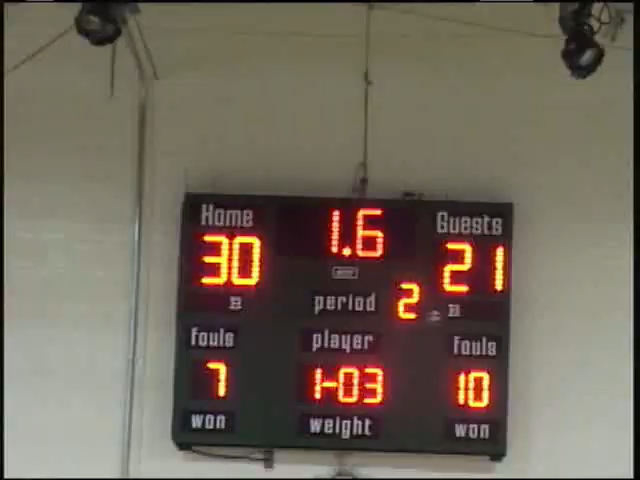 Home 1.6 Guests
30 21
period 2
Fouls player Fouls
7 1-03 10
won weight won